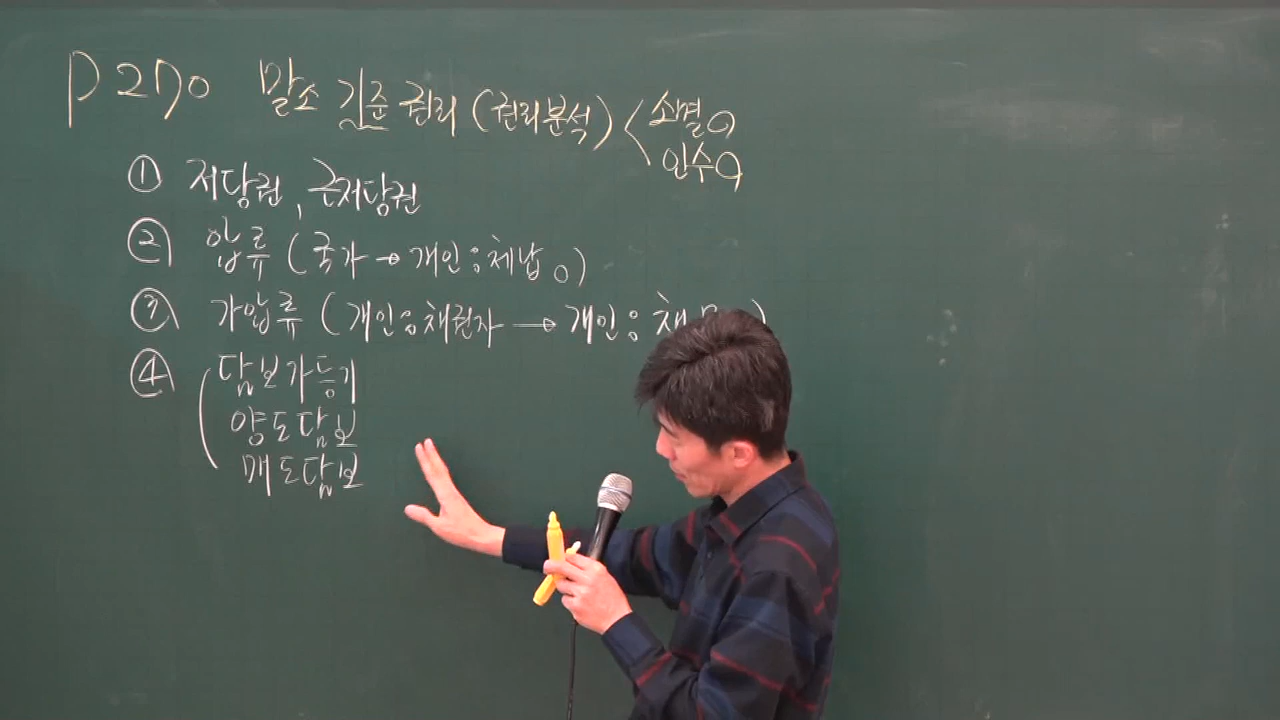 P270 말소 기준 권리 (권리분석) < 소멸O
인수O
① 저당권, 근저당권
② 압류 (국가 → 개인 : 체납O)
③ 가압류 (개인 : 채권자 → 개인 : 채 )
④ 담보가등기
양도담보
매도담보